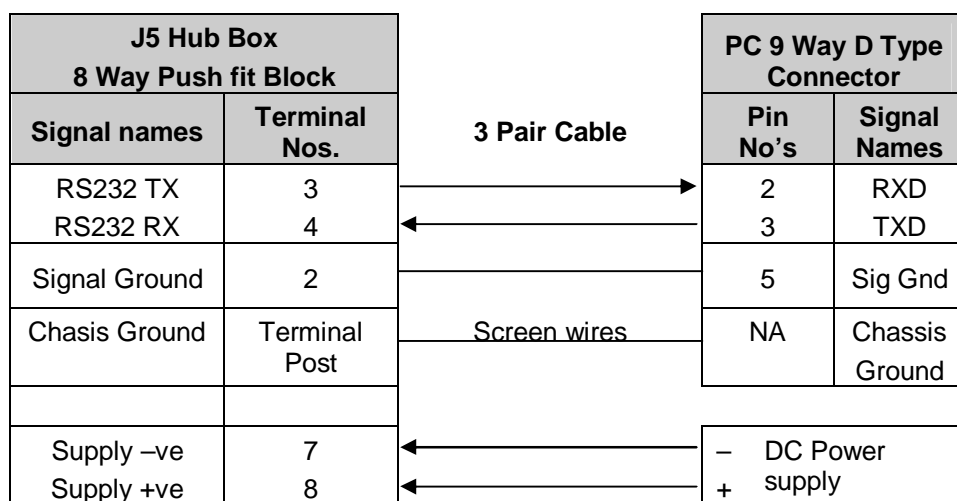 J5 Hub Box
8 Way Push fit Block
PC 9 Way D Type
Connector
Signal names
Terminal
Nos.
3 Pair Cable
Pin
No's
Signal
Names
RS232 TX 3 2 RXD
RS232 RX 4 3 TXD
Signal Ground 2 5 Sig Gnd
Chasis Ground Terminal
Post
Screen wires
NA Chassis
Ground
Supply –ve 7 – DC Power
Supply +ve 8 + supply